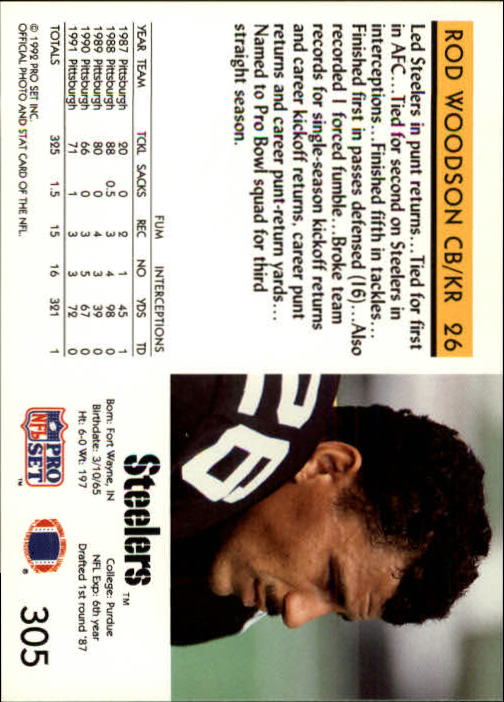 ROD WOODSON CB/KR 26
Led Steelers in punt returns...Tied for first
in AFC...Tied for second on Steelers in
interceptions...Finished fifth in tackles...
Finished first in passes defensed (16)...Also
recorded 1 forced fumble...Broke team
records for single-season kickoff returns
and career kickoff returns, career punt
returns and career punt-return yards...
Named to Pro Bowl squad for third
straight season.
FUM INTERCEPTIONS
YEAR TEAM TCKL SACKS REC NO YDS TD
1987 Pittsburgh 20 0 2 1 45 1
1988 Pittsburgh 88 0.5 3 4 98 0
1989 Pittsburgh 80 0 4 3 39 0
1990 Pittsburgh 66 0 3 5 67 0
1991 Pittsburgh 71 1 3 3 72 0
TOTALS 325 1.5 15 16 321 1
© 1992 PRO SET INC.
OFFICIAL PHOTO AND STAT CARD OF THE NFL.
26
Steelers™
Born: Fort Wayne, IN
Birthdate: 3/10/65
Ht: 6-0 Wt: 197
College: Purdue
NFL Exp: 6th year
Drafted 1st round '87
PRO
NFL
SET™
®
305